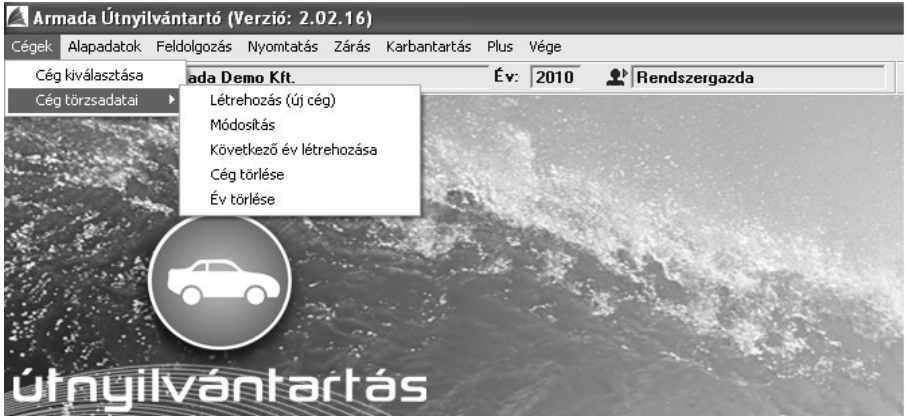 Armada Útnyilvántartó (Verzió: 2.02.16)
Cégek Alapadatok Feldolgozás Nyomtatás Zárás Karbantartás Plus Vége
Cég kiválasztása
ada Demo Kft. Év: 2010 Rendszergazda
Cég törzsadatai
Létrehozás (új cég)
Módosítás
Következő év létrehozása
Cég törlése
Év törlése
útnyilvántartás